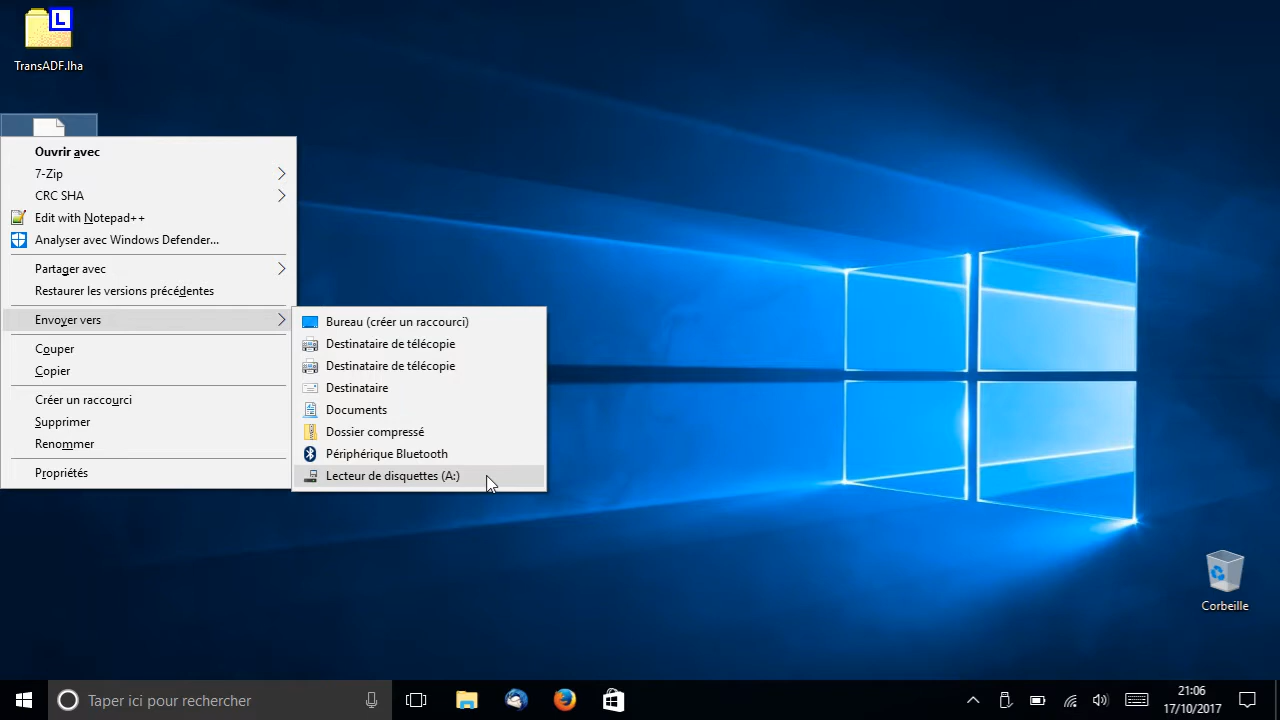 L
TransADF.lha
Ouvrir avec
7-Zip
CRC SHA
Edit with Notepad++
Analyser avec Windows Defender...
Partager avec
Restaurer les versions précédentes
Envoyer vers
Couper
Copier
Créer un raccourci
Supprimer
Renommer
Propriétés
Bureau (créer un raccourci)
Destinataire de télécopie
Destinataire de télécopie
Destinataire
Documents
Dossier compressé
Périphérique Bluetooth
Lecteur de disquettes (A:)
Corbeille
Taper ici pour rechercher
21:06
17/10/2017